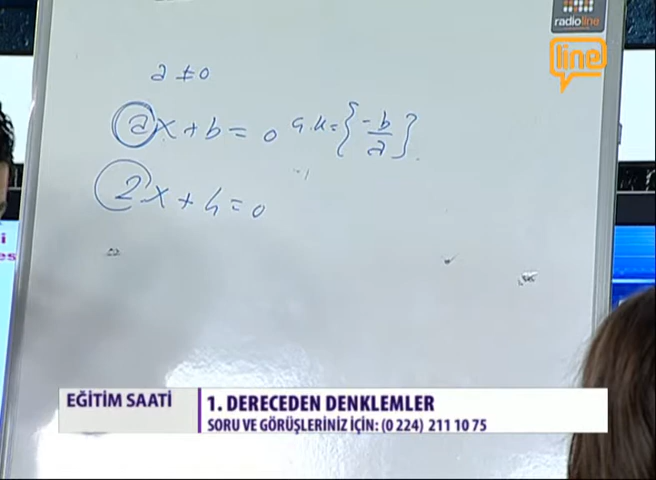 radioline
line
a ≠ 0
ax + b = 0 Ç.K = { -b/a }
2x + 4 = 0
EĞİTİM SAATİ
1. DERECEDEN DENKLEMLER
SORU VE GÖRÜŞLERİNİZ İÇİN: (0 224) 211 10 75